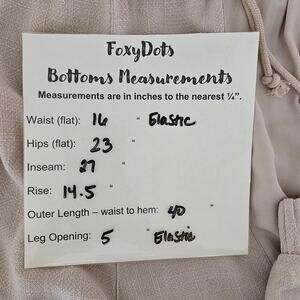 FoxyDots
Bottoms Measurements
Measurements are in inches to the nearest ¼".
Waist (flat): 16 " Elastic
Hips (flat): 23 "
Inseam: 27 "
Rise: 14.5 "
Outer Length – waist to hem: 40 "
Leg Opening: 5 " Elastic